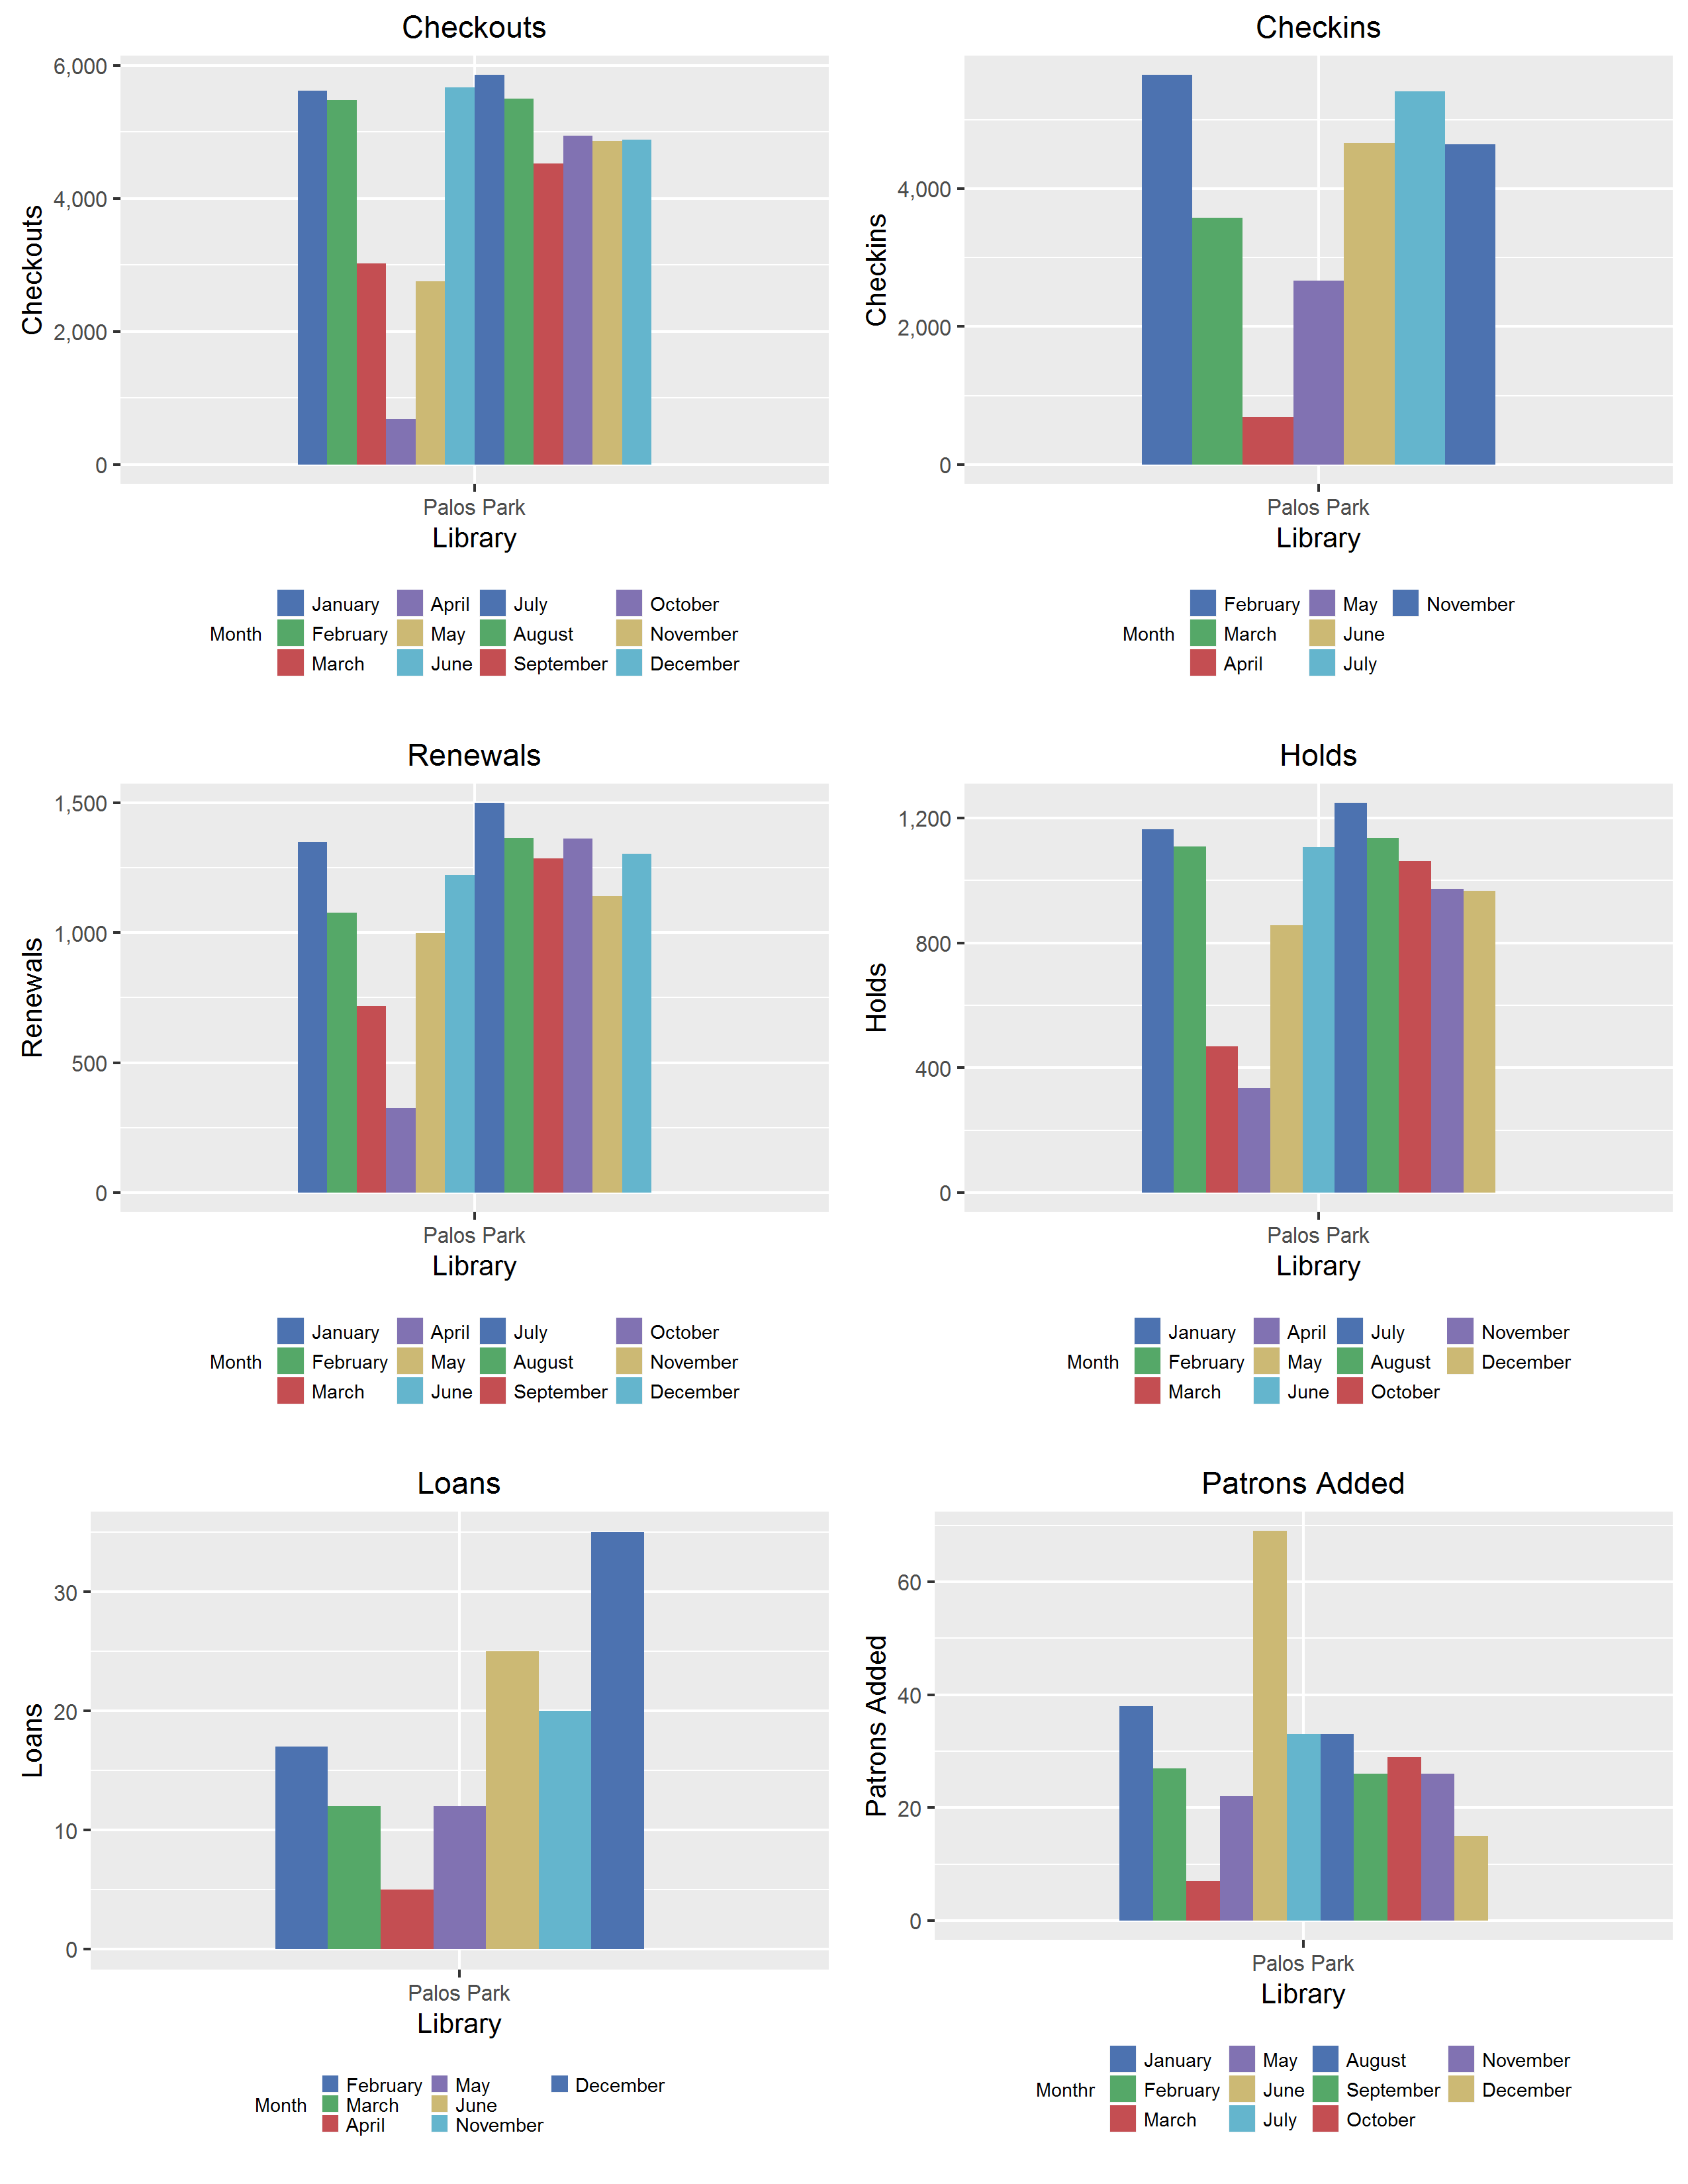 Checkouts
Checkouts
6,000
4,000
2,000
0
Palos Park
Library
Month
January April July October
February May August November
March June September December
Checkins
Checkins
4,000
2,000
0
Palos Park
Library
Month
February May November
March June
April July
Renewals
Renewals
1,500
1,000
500
0
Palos Park
Library
Month
January April July October
February May August November
March June September December
Holds
Holds
1,200
800
400
0
Palos Park
Library
Month
January April July November
February May August December
March June October
Loans
Loans
30
20
10
0
Palos Park
Library
Month
February May December
March June
April November
Patrons Added
Patrons Added
60
40
20
0
Palos Park
Library
Monthr
January May August November
February June September December
March July October